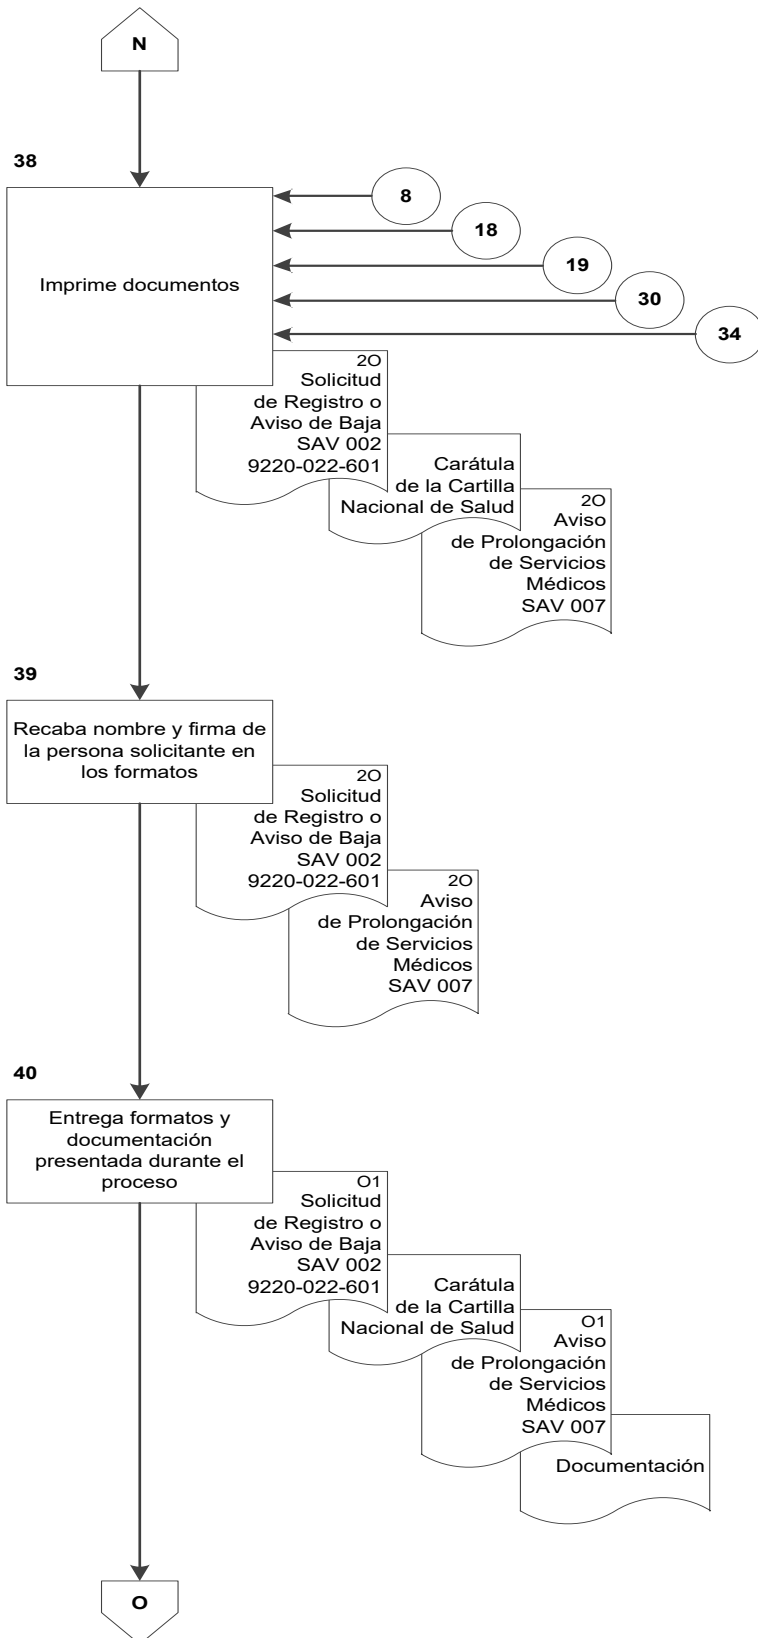 N
38
8
18
Imprime documentos
19
30
34
2O
Solicitud
de Registro o
Aviso de Baja
SAV 002
9220-022-601
Carátula
de la Cartilla
Nacional de Salud
2O
Aviso
de Prolongación
de Servicios
Médicos
SAV 007
39
Recaba nombre y firma de
la persona solicitante en
los formatos
2O
Solicitud
de Registro o
Aviso de Baja
SAV 002
9220-022-601
2O
Aviso
de Prolongación
de Servicios
Médicos
SAV 007
40
Entrega formatos y
documentación
presentada durante el
proceso
O1
Solicitud
de Registro o
Aviso de Baja
SAV 002
9220-022-601
Carátula
de la Cartilla
Nacional de Salud
O1
Aviso
de Prolongación
de Servicios
Médicos
SAV 007
Documentación
O